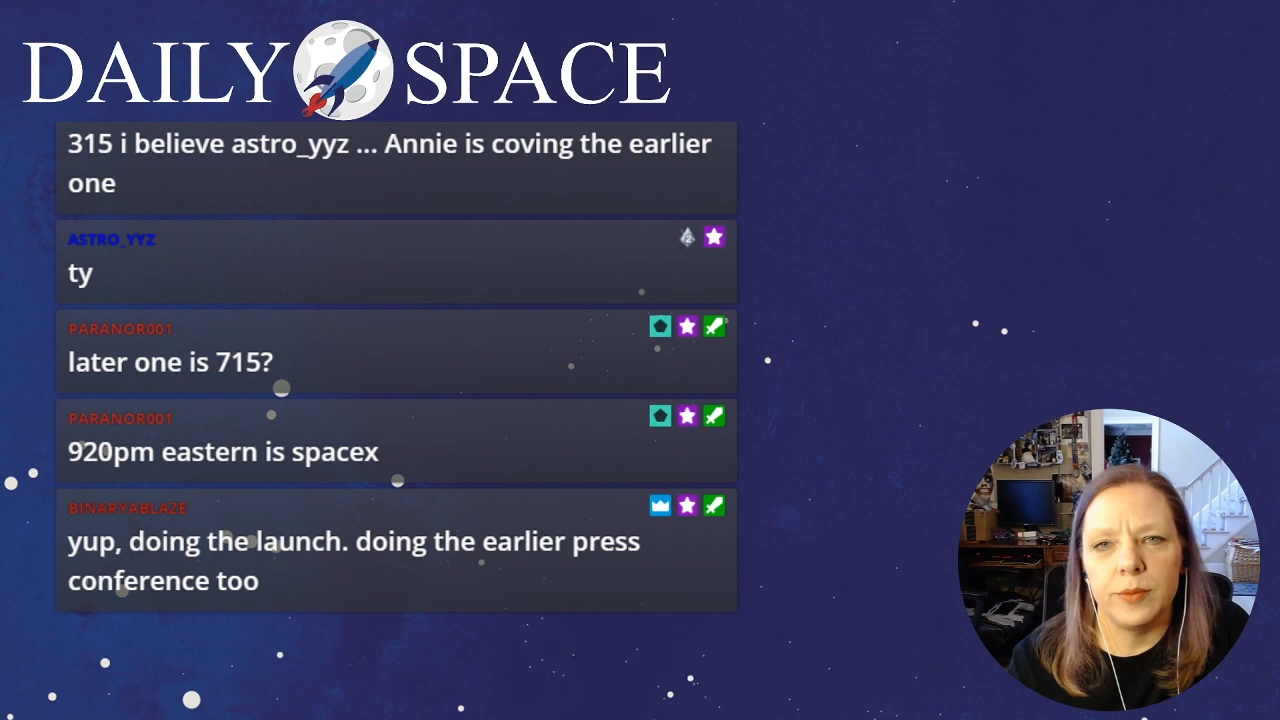 DAILY SPACE
315 i believe astro_yyz ... Annie is coving the earlier
one
ASTRO_YYZ
ty
PARANOR001
later one is 715?
PARANOR001
920pm eastern is spacex
BINARYABLAZE
yup, doing the launch. doing the earlier press
conference too